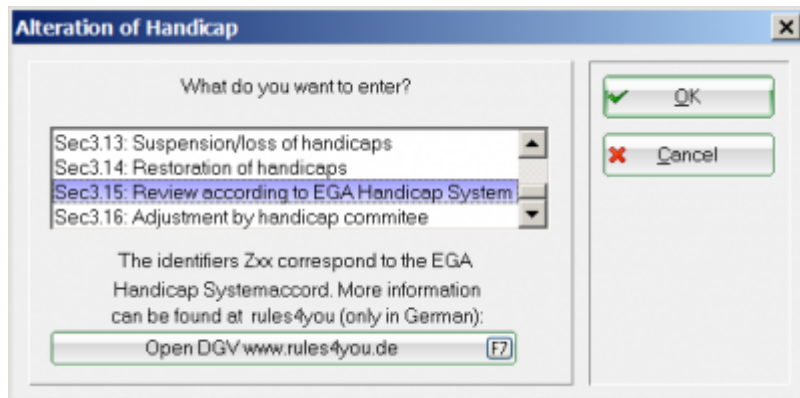 Alteration of Handicap
What do you want to enter?
Sec3.13: Suspension/loss of handicaps
Sec3.14: Restoration of handicaps
Sec3.15: Review according to EGA Handicap System
Sec3.16: Adjustment by handicap commitee
The identifiers Zxx correspond to the EGA
Handicap Systemaccord. More information
can be found at rules4you (only in German):
Open DGV www.rules4you.de F7
OK
Cancel